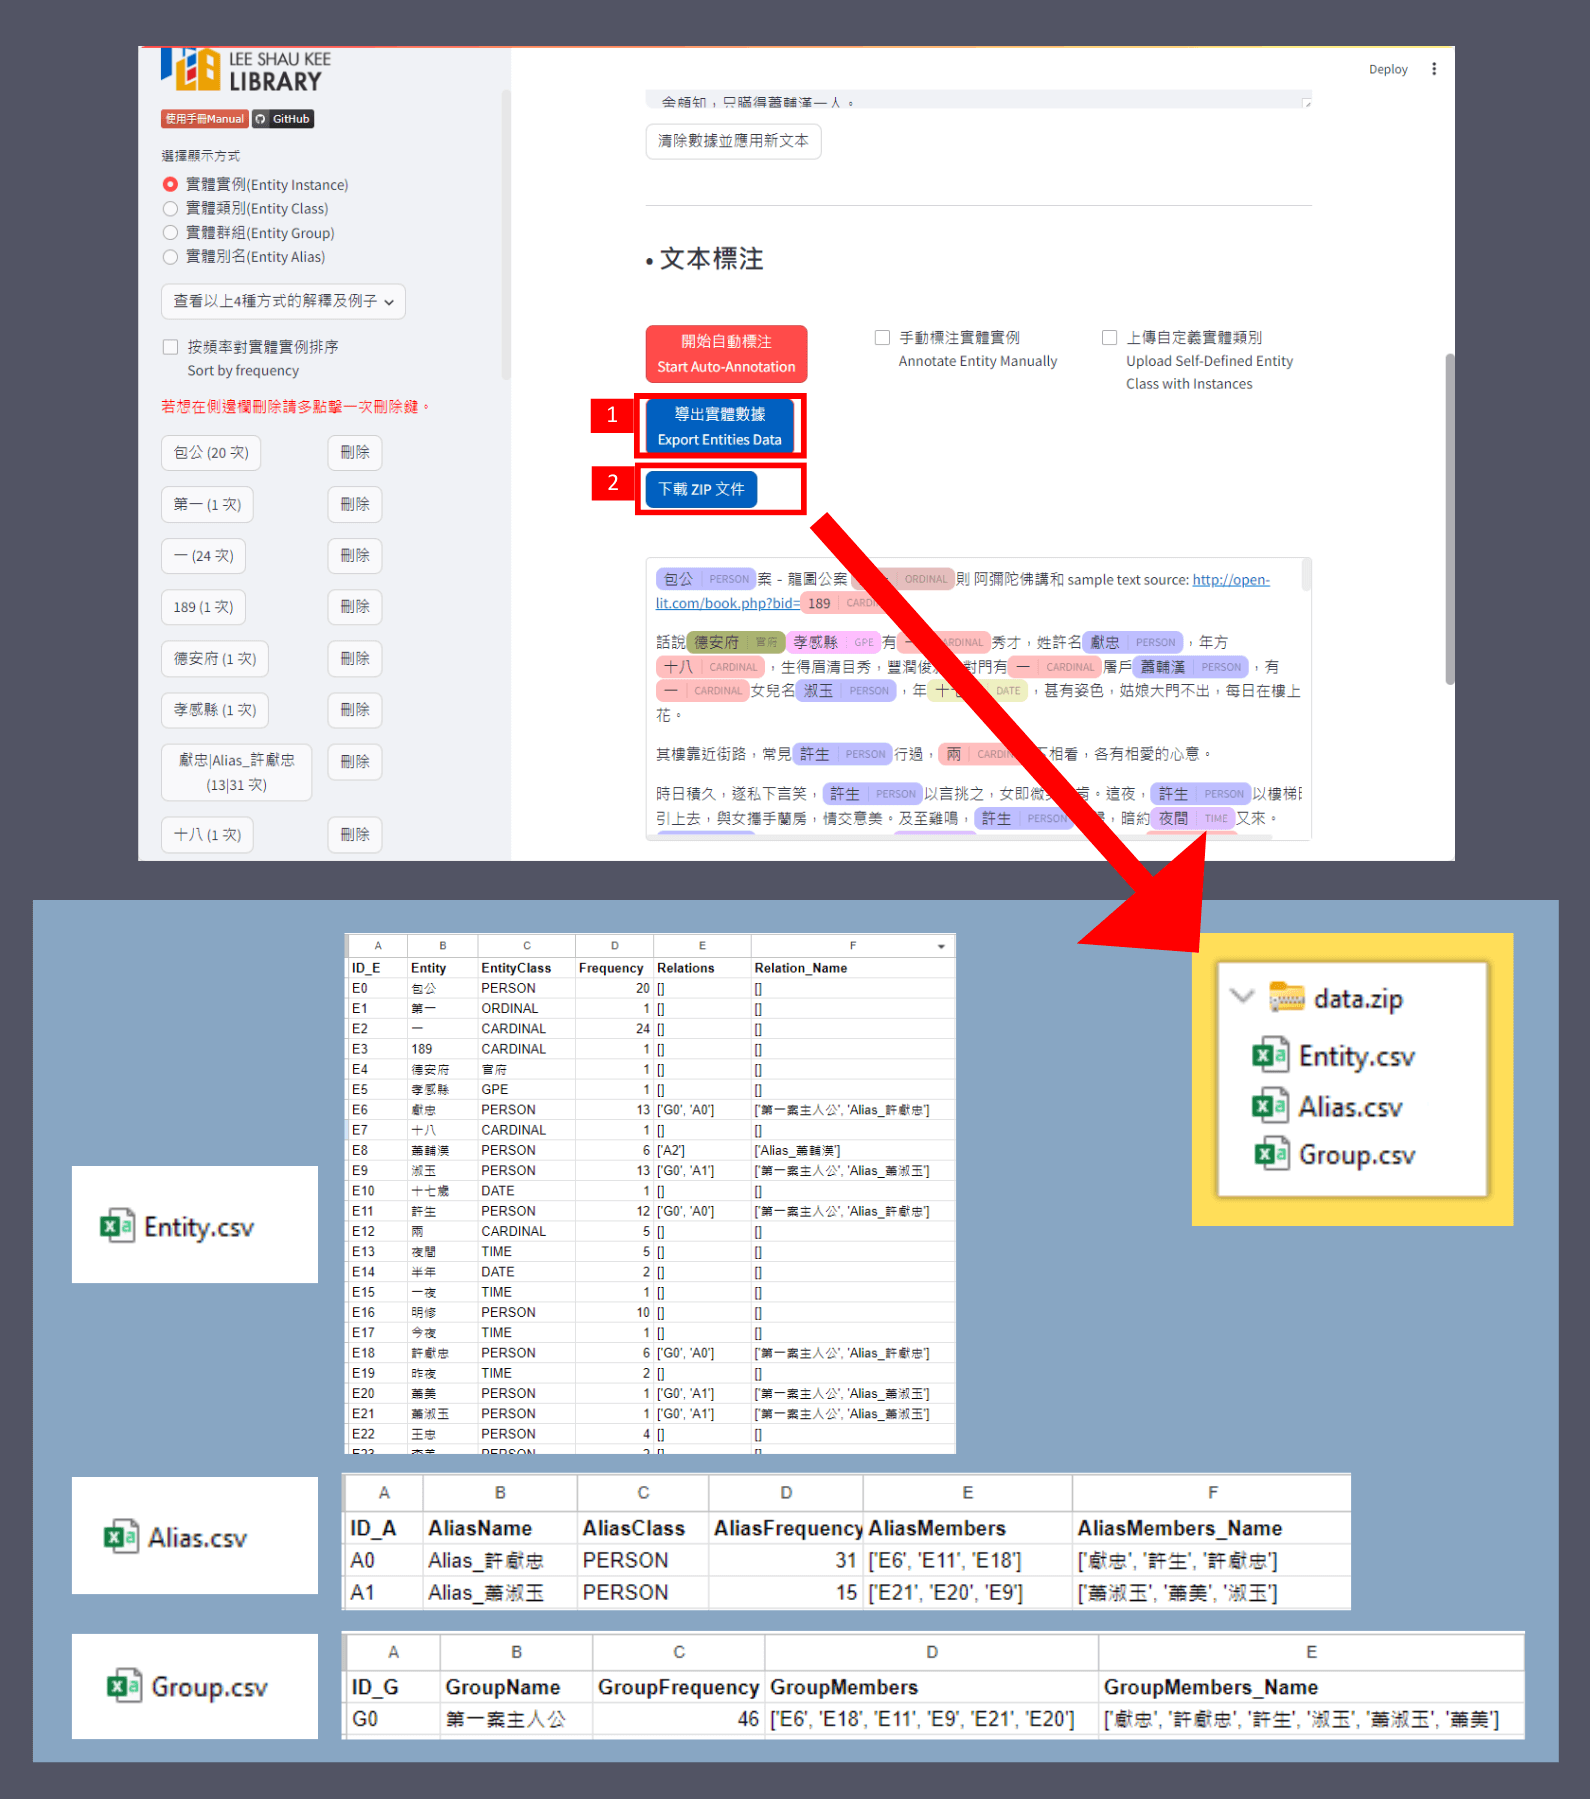 LEE SHAU KEE
LIBRARY
使用手冊Manual GitHub
選擇顯示方式
實體實例(Entity Instance)
實體類別(Entity Class)
實體群組(Entity Group)
實體別名(Entity Alias)
查看以上4種方式的解釋及例子
按頻率對實體實例排序
Sort by frequency
若想在側邊欄刪除請多點擊一次刪除鍵。
包公 (20 次) 刪除
第一 (1 次) 刪除
一 (24 次) 刪除
189 (1 次) 刪除
德安府 (1 次) 刪除
孝感縣 (1 次) 刪除
獻忠|Alias_許獻忠
(13|31 次) 刪除
十八 (1 次) 刪除
Deploy
舍頗知,只瞞得蕭輔漢一人。
清除數據並應用新文本
• 文本標注
開始自動標注
Start Auto-Annotation
手動標注實體實例
Annotate Entity Manually
上傳自定義實體類別
Upload Self-Defined Entity
Class with Instances
1
導出實體數據
Export Entities Data
2
下載 ZIP 文件
包公 PERSON 案 - 龍圖公案 ORDINAL 則 阿彌陀佛講和 sample text source: http://open-
lit.com/book.php?bid= 189
話說 德安府 官府 孝感縣 GPE 有 一 CARDINAL 秀才,姓許名 獻忠 PERSON ,年方
十八 CARDINAL ,生得眉清目秀,豐潤俊 對門有 一 CARDINAL 屠戶 蕭輔漢 PERSON ,有
一 CARDINAL 女兒名 淑玉 PERSON ,年 十七 DATE ,甚有姿色,姑娘大門不出,每日在樓上
花。
其樓靠近街路,常見 許生 PERSON 行過, 兩 相看,各有相愛的心意。
時日積久,遂私下言笑, 許生 PERSON 以言挑之,女即微 肯。這夜, 許生 PERSON 以樓梯
引上去,與女攜手蘭房,情交意美。及至雞鳴, 許生 PERSON ,暗約 夜間 TIME 又來。
data.zip
Entity.csv
Alias.csv
Group.csv
Entity.csv
A B C D E F
ID_E Entity EntityClass Frequency Relations Relation_Name
E0 包公 PERSON 20 [] []
E1 第一 ORDINAL 1 [] []
E2 一 CARDINAL 24 [] []
E3 189 CARDINAL 1 [] []
E4 德安府 官府 1 [] []
E5 孝感縣 GPE 1 [] []
E6 獻忠 PERSON 13 ['G0', 'A0'] ['第一案主人公', 'Alias_許獻忠']
E7 十八 CARDINAL 1 [] []
E8 蕭輔漢 PERSON 6 ['A2'] ['Alias_蕭輔漢']
E9 淑玉 PERSON 13 ['G0', 'A1'] ['第一案主人公', 'Alias_蕭淑玉']
E10 十七歲 DATE 1 [] []
E11 許生 PERSON 12 ['G0', 'A0'] ['第一案主人公', 'Alias_許獻忠']
E12 兩 CARDINAL 5 [] []
E13 夜間 TIME 5 [] []
E14 半年 DATE 2 [] []
E15 一夜 TIME 1 [] []
E16 明修 PERSON 10 [] []
E17 今夜 TIME 1 [] []
E18 許獻忠 PERSON 6 ['G0', 'A0'] ['第一案主人公', 'Alias_許獻忠']
E19 昨夜 TIME 2 [] []
E20 蕭美 PERSON 1 ['G0', 'A1'] ['第一案主人公', 'Alias_蕭淑玉']
E21 蕭淑玉 PERSON 1 ['G0', 'A1'] ['第一案主人公', 'Alias_蕭淑玉']
E22 王忠 PERSON 4 [] []
Alias.csv
A B C D E F
ID_A AliasName AliasClass AliasFrequency AliasMembers AliasMembers_Name
A0 Alias_許獻忠 PERSON 31 ['E6', 'E11', 'E18'] ['獻忠', '許生', '許獻忠']
A1 Alias_蕭淑玉 PERSON 15 ['E21', 'E20', 'E9'] ['蕭淑玉', '蕭美', '淑玉']
Group.csv
A B C D E
ID_G GroupName GroupFrequency GroupMembers GroupMembers_Name
G0 第一案主人公 46 ['E6', 'E18', 'E11', 'E9', 'E21', 'E20'] ['獻忠', '許獻忠', '許生', '淑玉', '蕭淑玉', '蕭美']